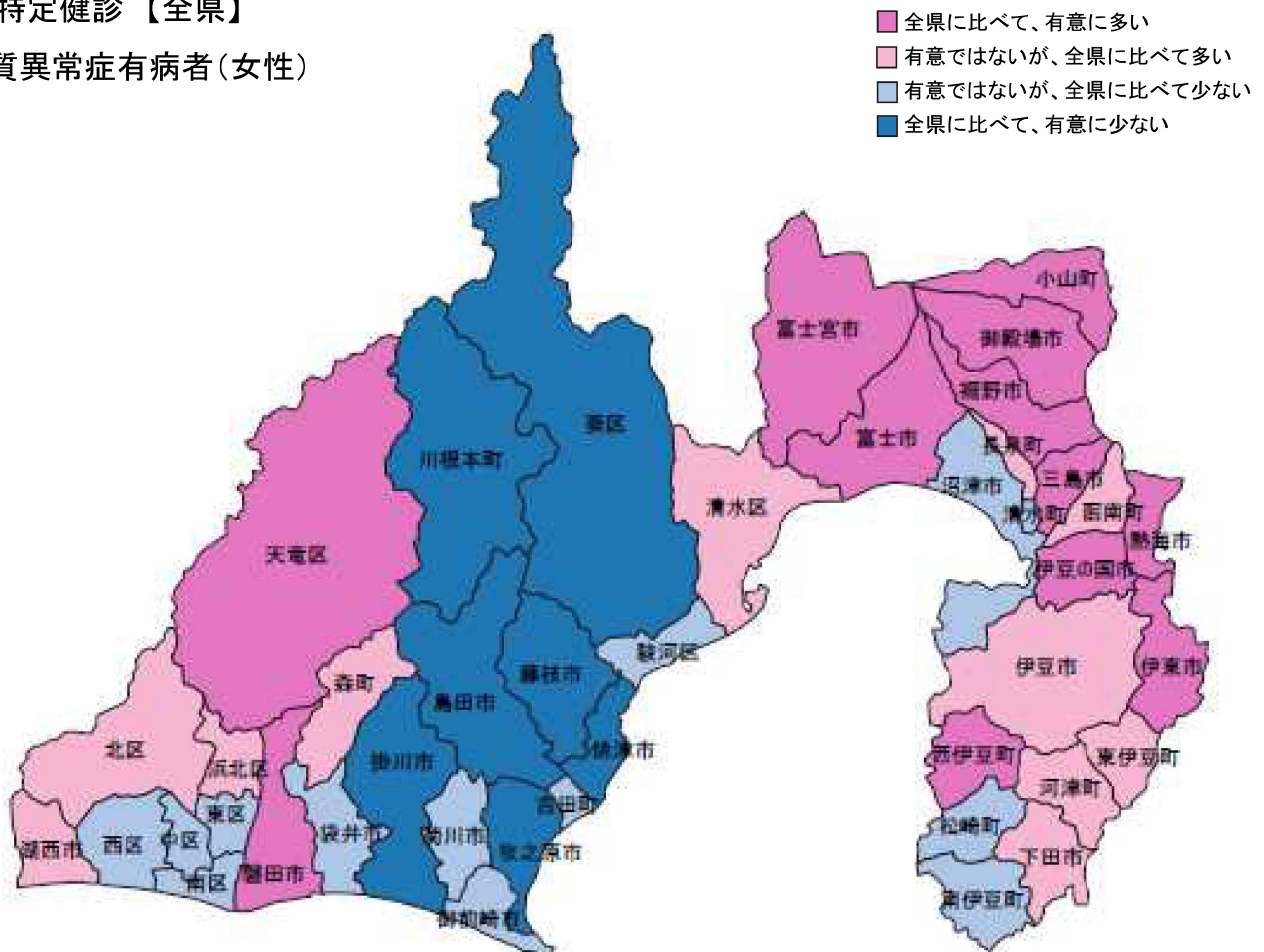 特定健診 【全県】
質異常症有病者(女性)
全県に比べて、有意に多い
有意ではないが、全県に比べて多い
有意ではないが、全県に比べて少ない
全県に比べて、有意に少ない
小山町
富士宮市
御殿場市
裾野市
葵区
富士市
長泉町
川根本町
三島市
沼津市
清水区
清水町
函南町
熱海市
天竜区
伊豆の国市
駿河区
伊豆市
伊東市
藤枝市
森町
島田市
焼津市
北区
西伊豆町
東伊豆町
掛川市
浜北区
河津町
吉田町
東区
松崎町
袋井市
菊川市
中区
西区
湖西市
牧之原市
下田市
磐田市
南区
南伊豆町
御前崎市